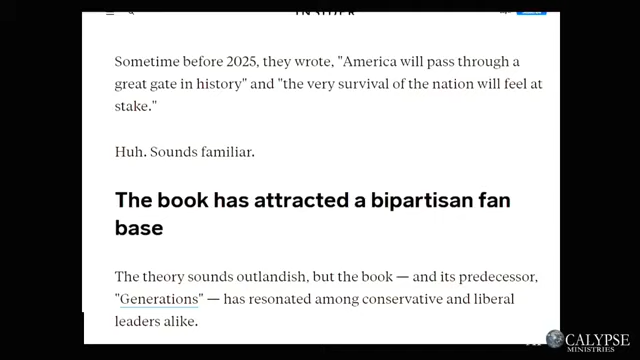 Sometime before 2025, they wrote, "America will pass through a
great gate in history" and "the very survival of the nation will feel at
stake."
Huh. Sounds familiar.
The book has attracted a bipartisan fan
base
The theory sounds outlandish, but the book — and its predecessor,
"Generations" — has resonated among conservative and liberal
leaders alike.
CALYPSE
MINISTRIES